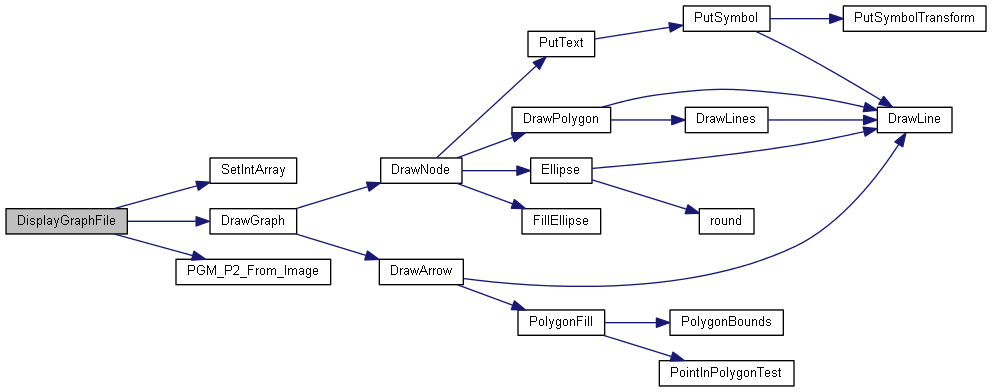 PutSymbol
PutSymbolTransform
PutText
DrawPolygon
DrawLines
DrawLine
SetIntArray
DrawNode
Ellipse
DisplayGraphFile
DrawGraph
FillEllipse
round
PGM_P2_From_Image
DrawArrow
PolygonFill
PolygonBounds
PointInPolygonTest